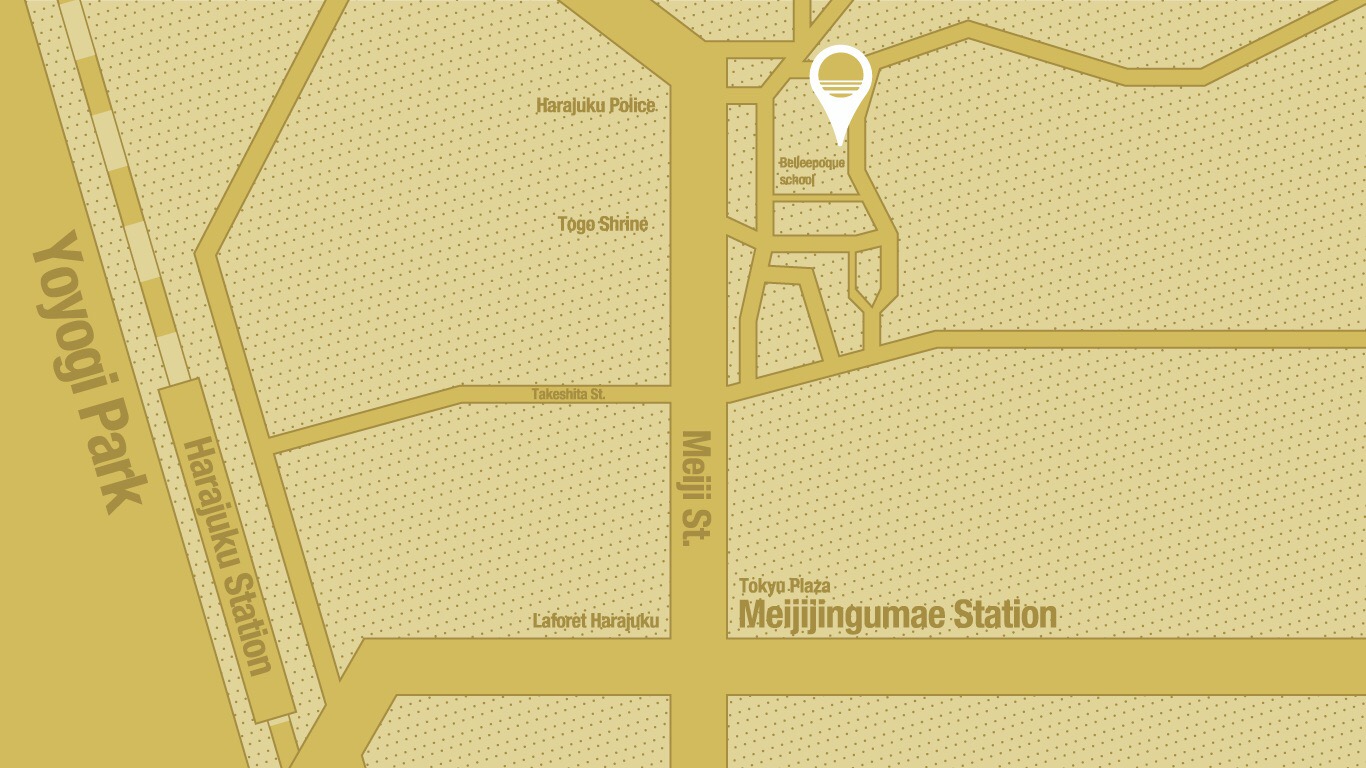 Harajuku Police
Belleepoque
school
Togo Shrine
Yoyogi Park
Takeshita St.
Harajuku Station
Meiji St.
Tokyu Plaza
Meijijingumae Station
Laforet Harajuku